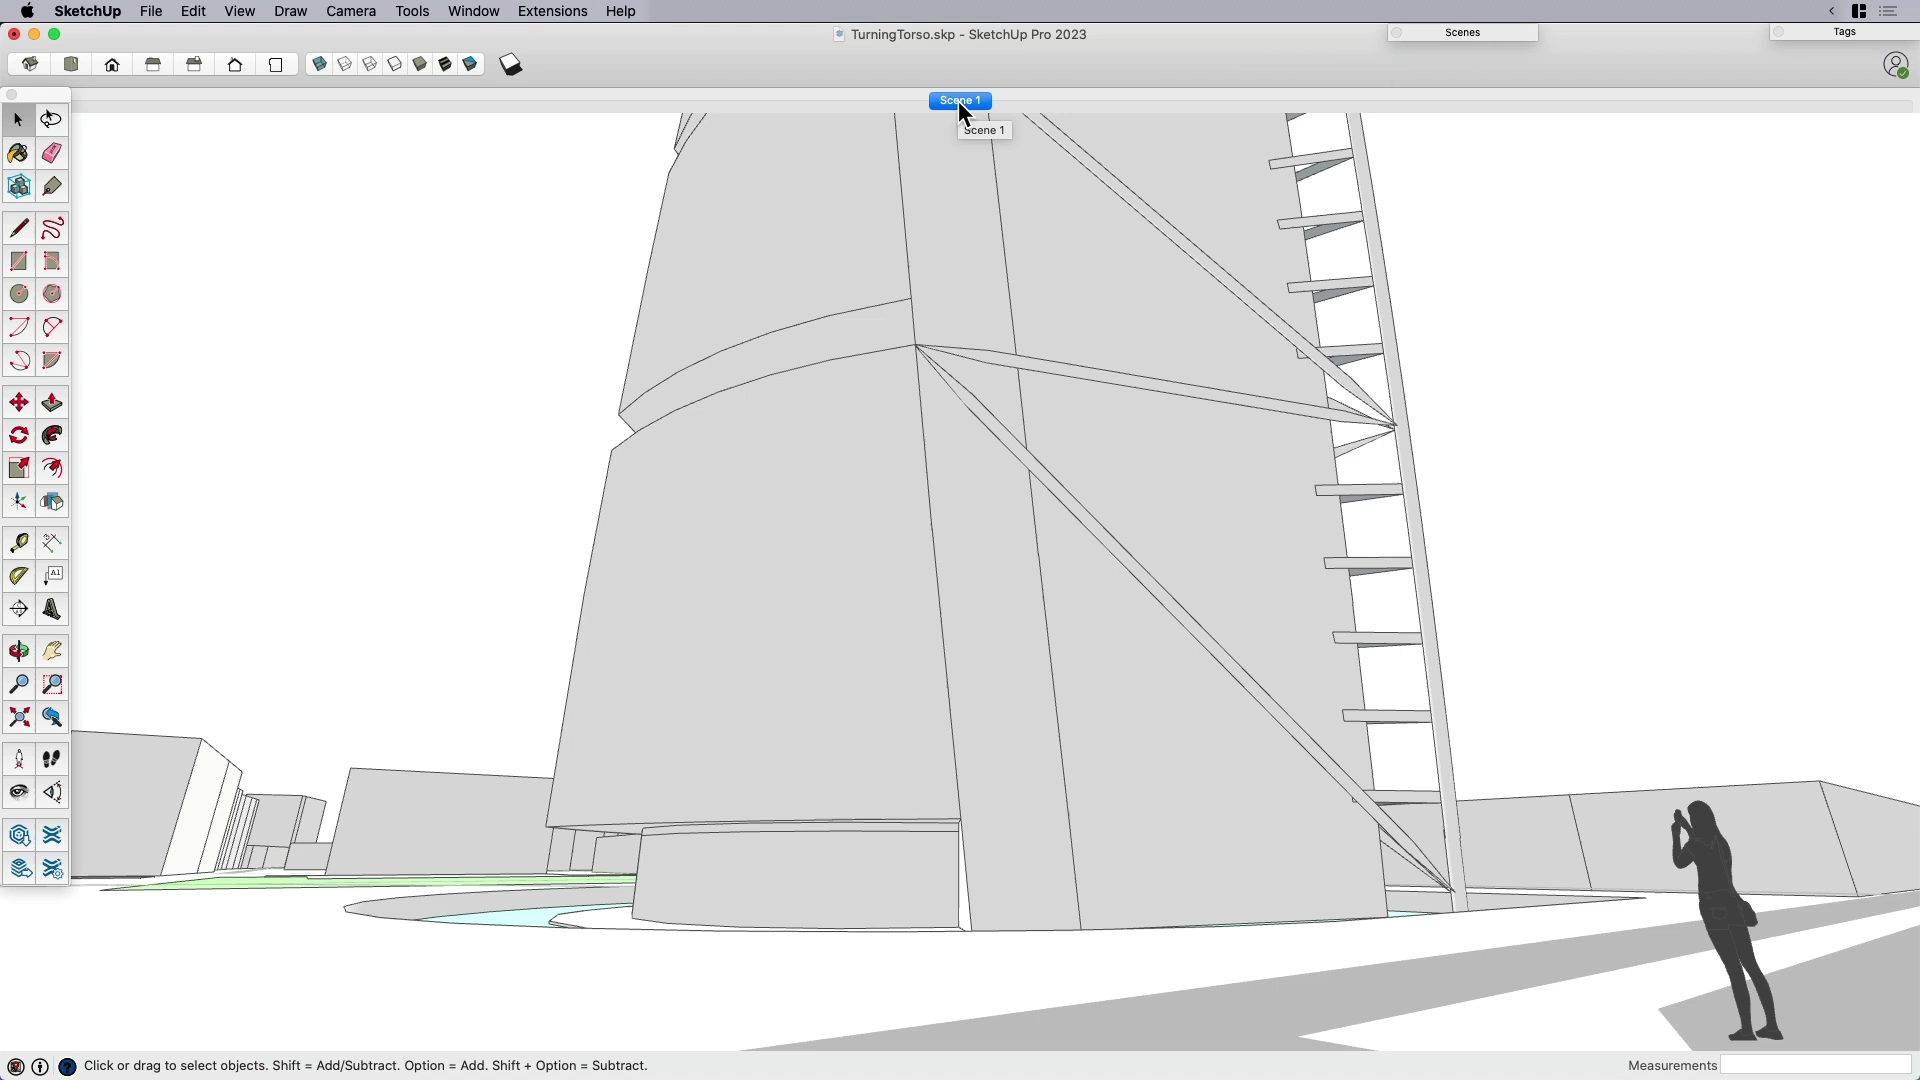 SketchUp File Edit View Draw Camera Tools Window Extensions Help
TurningTorso.skp - SketchUp Pro 2023
Scenes
Tags
Scene 1
Scene 1
A1
Click or drag to select objects. Shift = Add/Subtract. Option = Add. Shift + Option = Subtract.
Measurements